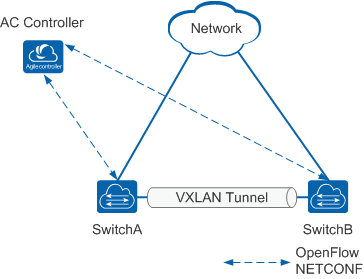 AC Controller
Network
Agilecontroller
VXLAN Tunnel
SwitchA
SwitchB
OpenFlow
NETCONF